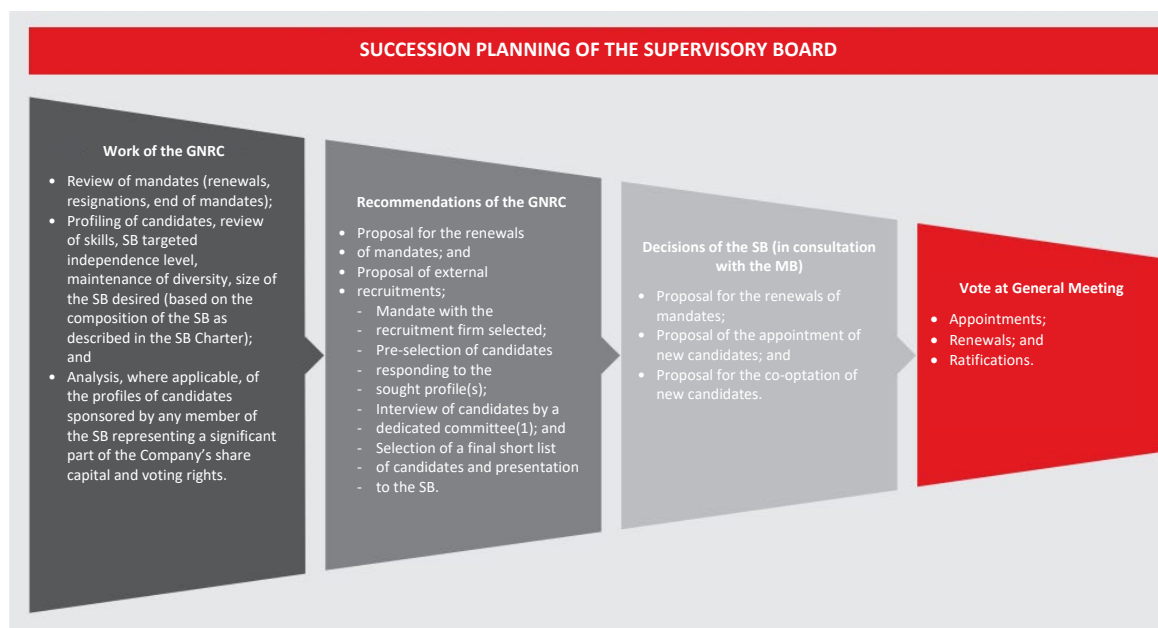 SUCCESSION PLANNING OF THE SUPERVISORY BOARD
Work of the GNRC
• Review of mandates (renewals,
resignations, end of mandates);
• Profiling of candidates, review
of skills, SB targeted
independence level,
maintenance of diversity, size of
the SB desired (based on the
composition of the SB as
described in the SB Charter);
and
• Analysis, where applicable, of
the profiles of candidates
sponsored by any member of
the SB representing a significant
part of the Company's share
capital and voting rights.
Recommendations of the GNRC
• Proposal for the renewals
• of mandates; and
• Proposal of external
• recruitments;
- Mandate with the
- recruitment firm selected;
- Pre-selection of candidates
- responding to the
- sought profile(s);
- Interview of candidates by a
- dedicated committee(1); and
- Selection of a final short list
- of candidates and presentation
- to the SB.
Decisions of the SB (in consultation
with the MB)
• Proposal for the renewals of
mandates;
• Proposal of the appointment of
new candidates; and
• Proposal for the co-optation of
new candidates.
Vote at General Meeting
• Appointments;
• Renewals; and
• Ratifications.